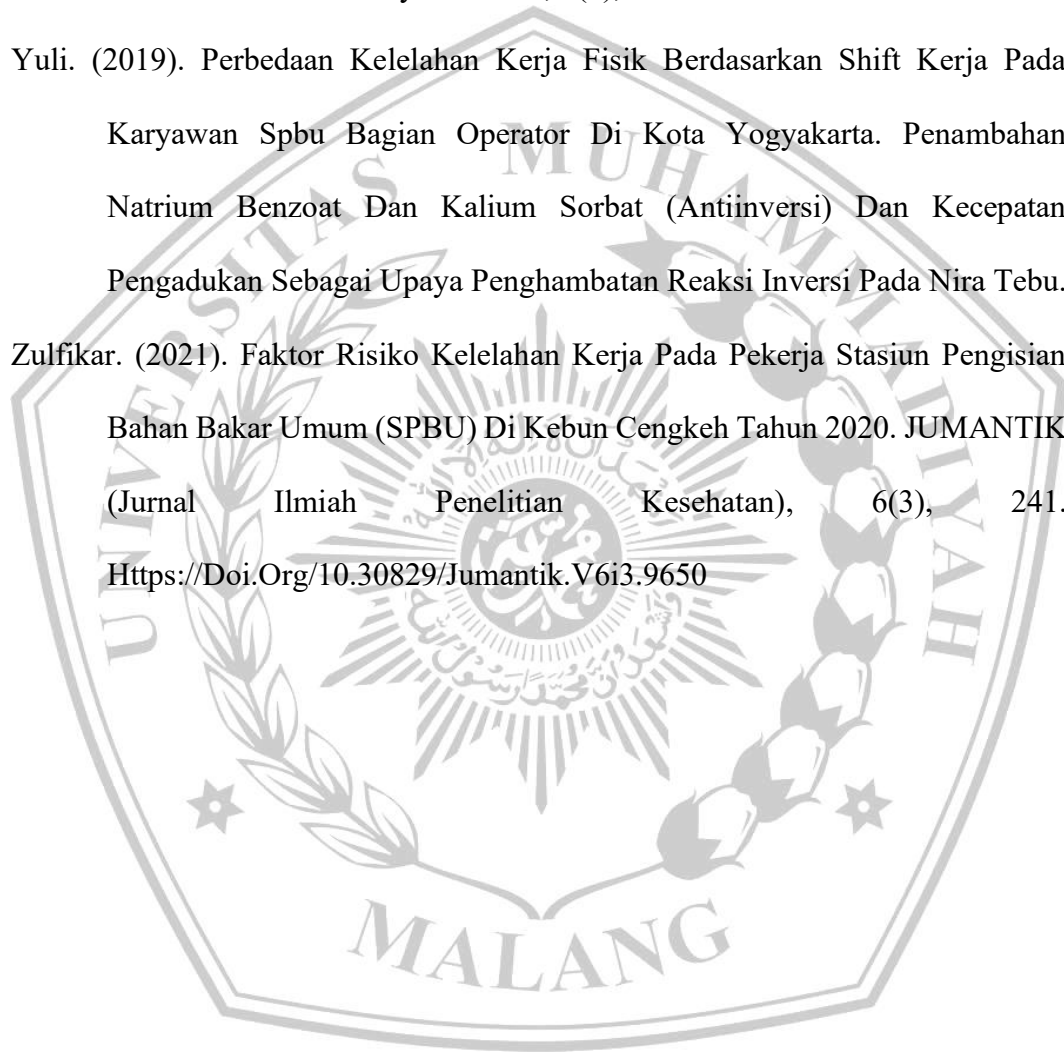 Yuli. (2019). Perbedaan Kelelahan Kerja Fisik Berdasarkan Shift Kerja Pada
Karyawan Spbu Bagian Operator Di Kota Yogyakarta. Penambahan
Natrium Benzoat Dan Kalium Sorbat (Antiinversi) Dan Kecepatan
Pengadukan Sebagai Upaya Penghambatan Reaksi Inversi Pada Nira Tebu.
Zulfikar. (2021). Faktor Risiko Kelelahan Kerja Pada Pekerja Stasiun Pengisian
Bahan Bakar Umum (SPBU) Di Kebun Cengkeh Tahun 2020. JUMANTIK
(Jurnal Ilmiah Penelitian Kesehatan), 6(3), 241.
Https://Doi.Org/10.30829/Jumantik.V6i3.9650
UNIVERSITAS MUHAMMADIYAH
MALANG